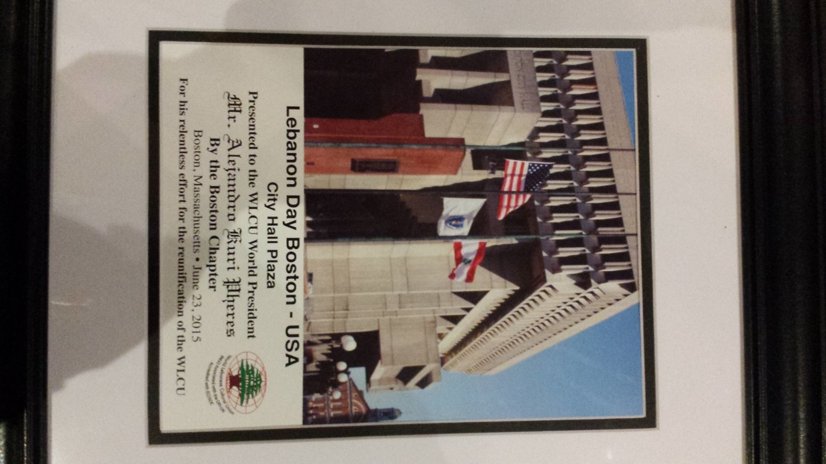 Lebanon Day Boston - USA
City Hall Plaza
Presented to the WLCU World President
Mr. Alejandro Kuri Pheres
By the Boston Chapter
Boston, Massachusetts • June 23, 2015
For his relentless effort for the reunification of the WLCU